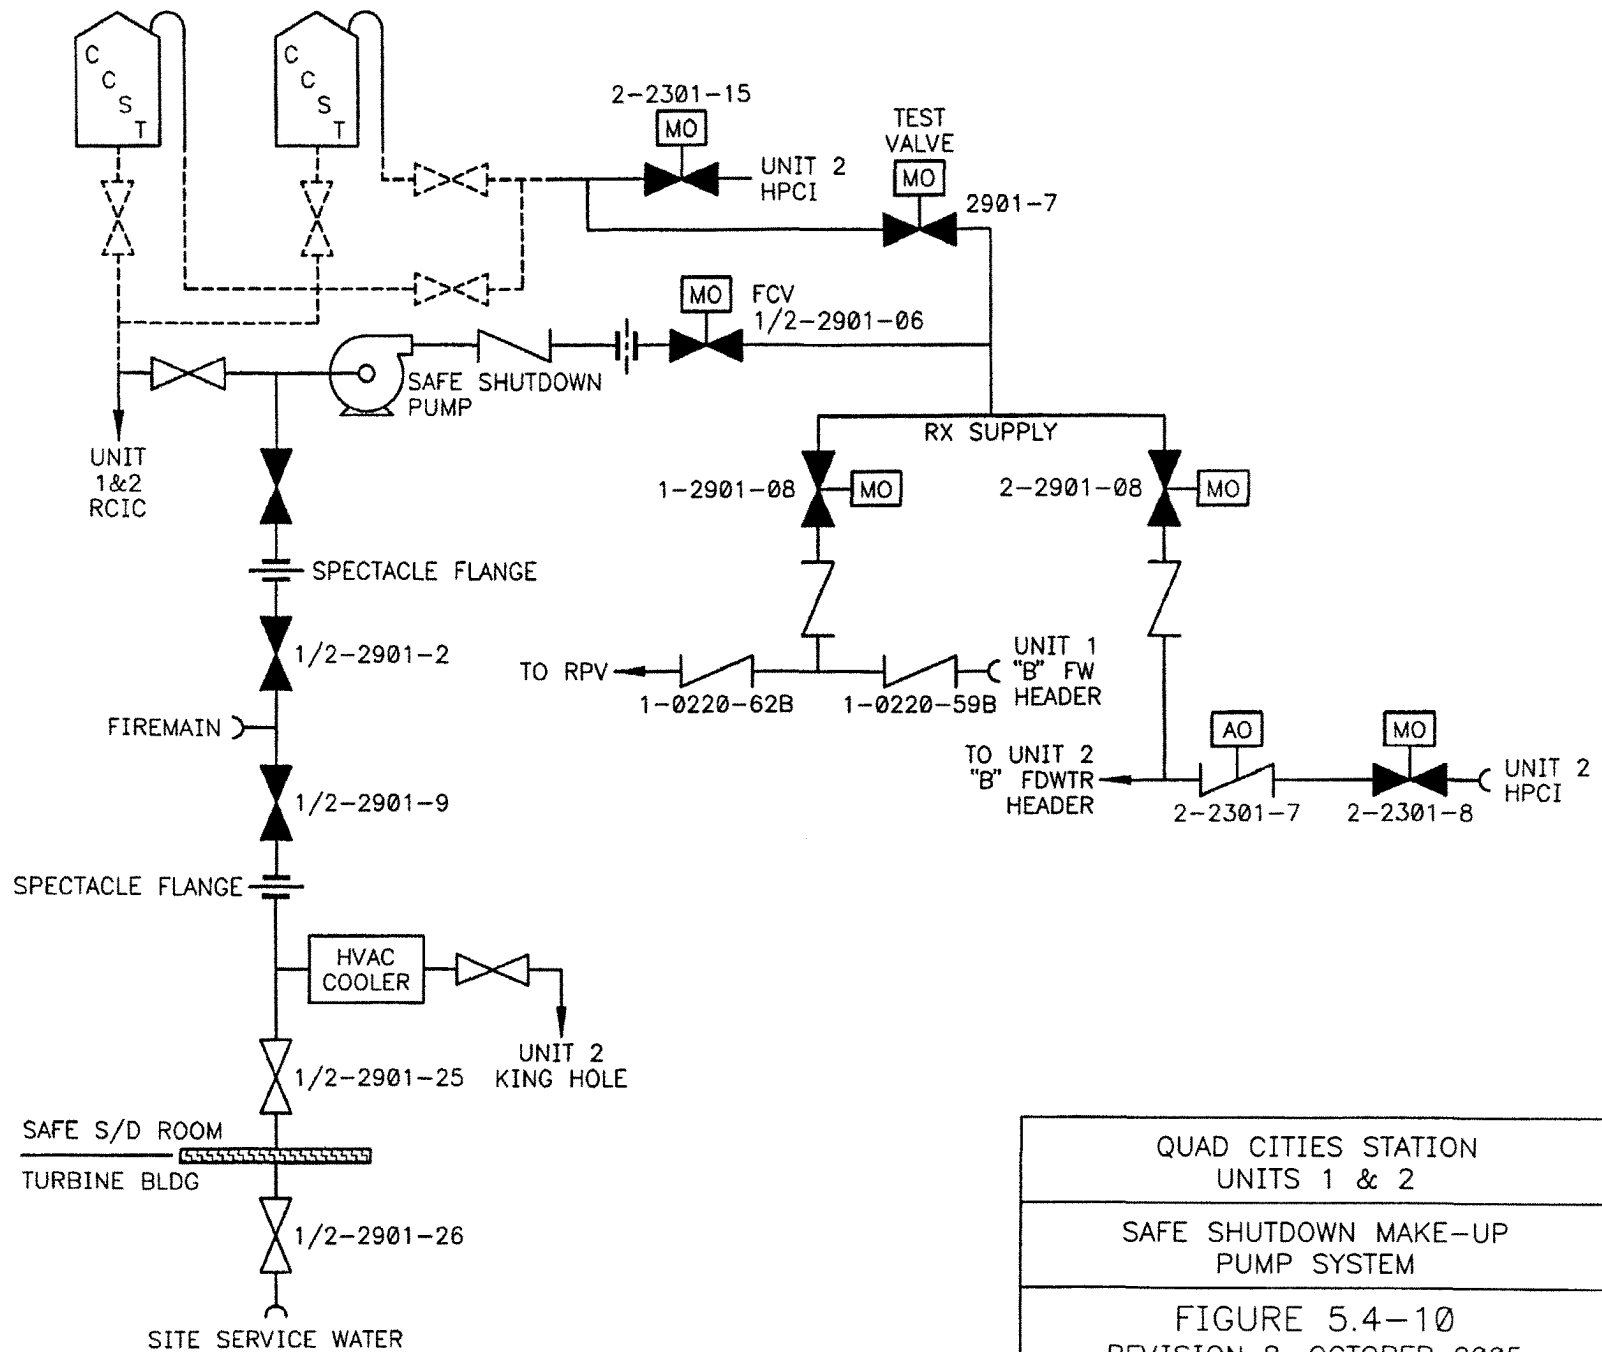 C
C
S
T
C
C
S
T
2-2301-15
MO
UNIT 2
HPCI
TEST
VALVE
MO
2901-7
MO
FCV
1/2-2901-06
SAFE SHUTDOWN
PUMP
UNIT
1&2
RCIC
RX SUPPLY
1-2901-08
MO
2-2901-08
MO
SPECTACLE FLANGE
1/2-2901-2
FIREMAIN
1/2-2901-9
SPECTACLE FLANGE
TO RPV
1-0220-62B
1-0220-59B
UNIT 1
"B" FW
HEADER
TO UNIT 2
"B" FDWTR
HEADER
AO
2-2301-7
MO
2-2301-8
UNIT 2
HPCI
HVAC
COOLER
UNIT 2
KING HOLE
1/2-2901-25
SAFE S/D ROOM
TURBINE BLDG
1/2-2901-26
SITE SERVICE WATER
QUAD CITIES STATION
UNITS 1 & 2
SAFE SHUTDOWN MAKE-UP
PUMP SYSTEM
FIGURE 5.4-10